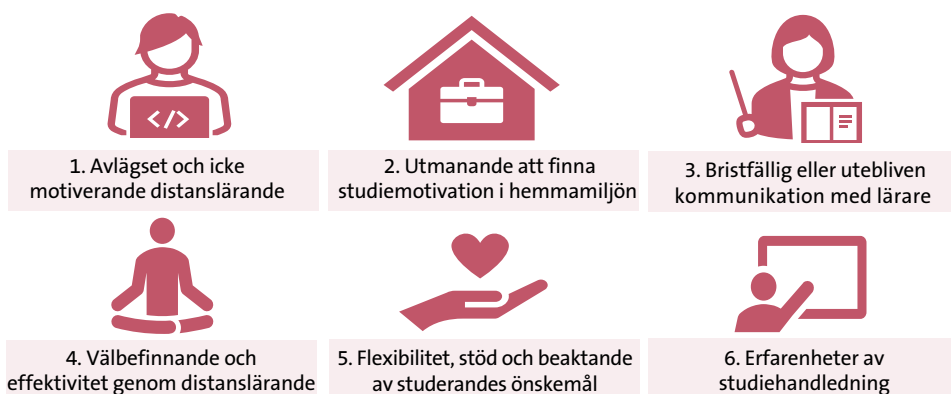 </>
1. Avlägset och icke
motiverande distanslärande
2. Utmanande att finna
studiemotivation i hemmamiljön
3. Bristfällig eller utebliven
kommunikation med lärare
4. Välbefinnande och
effektivitet genom distanslärande
5. Flexibilitet, stöd och beaktande
av studerandes önskemål
6. Erfarenheter av
studiehandledning